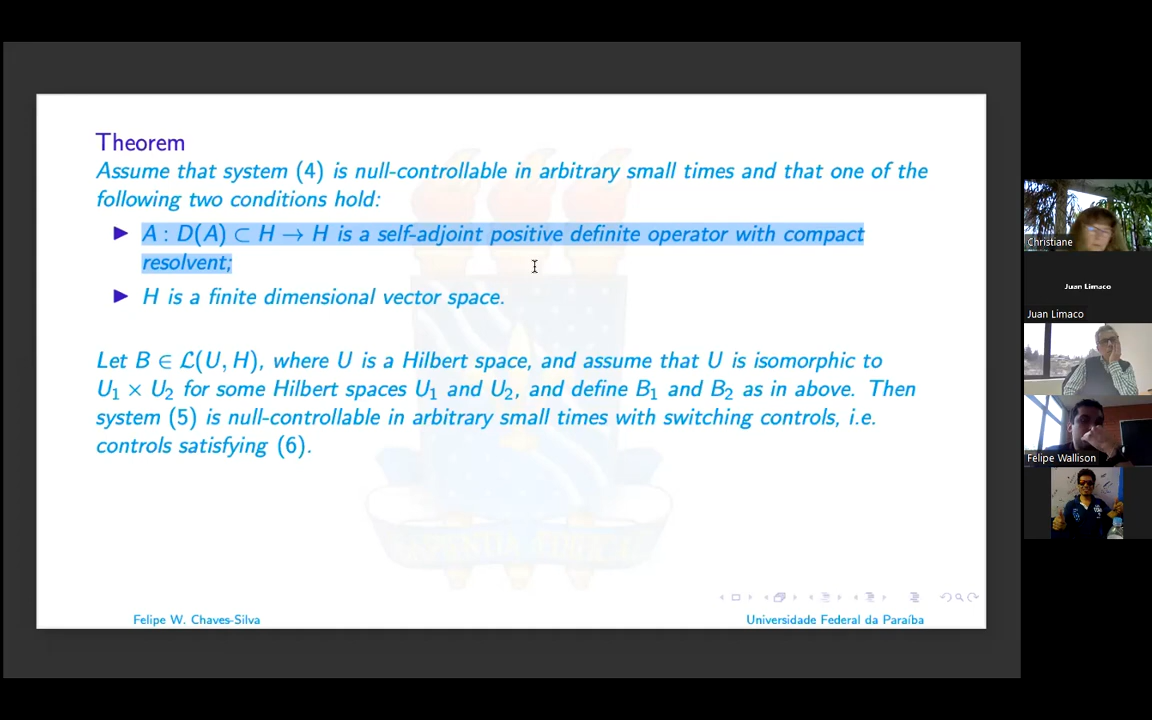 Theorem
Assume that system (4) is null-controllable in arbitrary small times and that one of the
following two conditions hold:
▶ A : D(A) ⊂ H → H is a self-adjoint positive definite operator with compact
resolvent;
▶ H is a finite dimensional vector space.
Let B ∈ ℒ(U, H), where U is a Hilbert space, and assume that U is isomorphic to
U₁ × U₂ for some Hilbert spaces U₁ and U₂, and define B₁ and B₂ as in above. Then
system (5) is null-controllable in arbitrary small times with switching controls, i.e.
controls satisfying (6).
Felipe W. Chaves-Silva
Universidade Federal da Paraíba
Christiane
Juan Limaco
Juan Limaco
Felipe Wallison